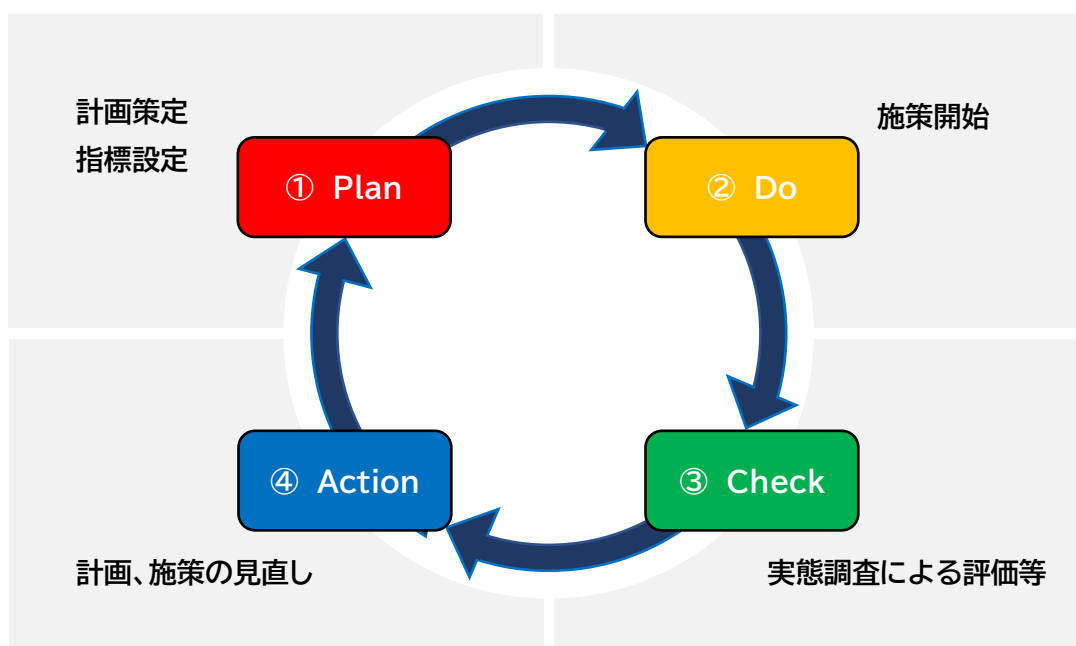 計画策定
指標設定
① Plan
② Do
施策開始
④ Action
③ Check
計画、施策の見直し
実態調査による評価等